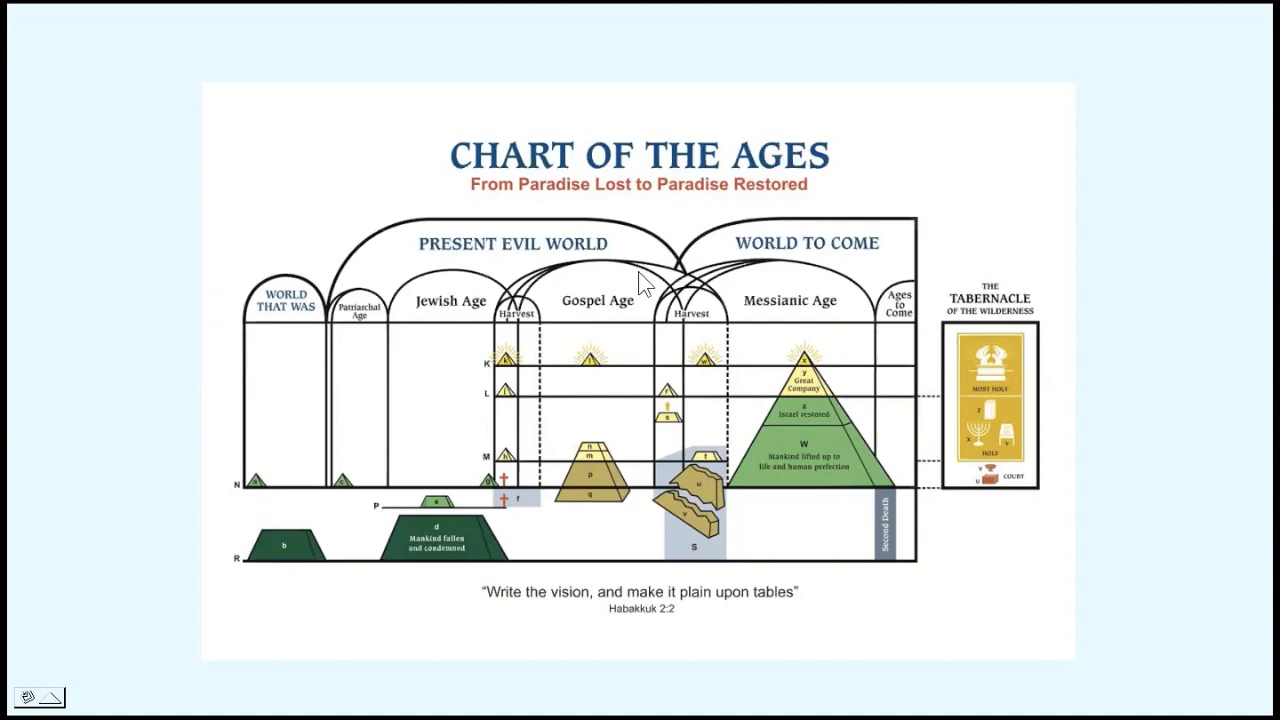 CHART OF THE AGES
From Paradise Lost to Paradise Restored
PRESENT EVIL WORLD
WORLD TO COME
WORLD
THAT WAS
Patriarchal
Age
Jewish Age
Harvest
Gospel Age
Harvest
Messianic Age
Ages
to
Come
THE
TABERNACLE
OF THE WILDERNESS
K
k
l
w
x
y
Great
Company
MOST HOLY
L
i
r
s
z
Israel restored
z
x
y
HOLY
M
h
n
m
t
W
Mankind lifted up to
life and human perfection
p
q
u
v
N
a
c
g
f
Y
U
COURT
P
e
d
Mankind fallen
and condemned
R
b
S
Second Death
“Write the vision, and make it plain upon tables”
Habakkuk 2:2